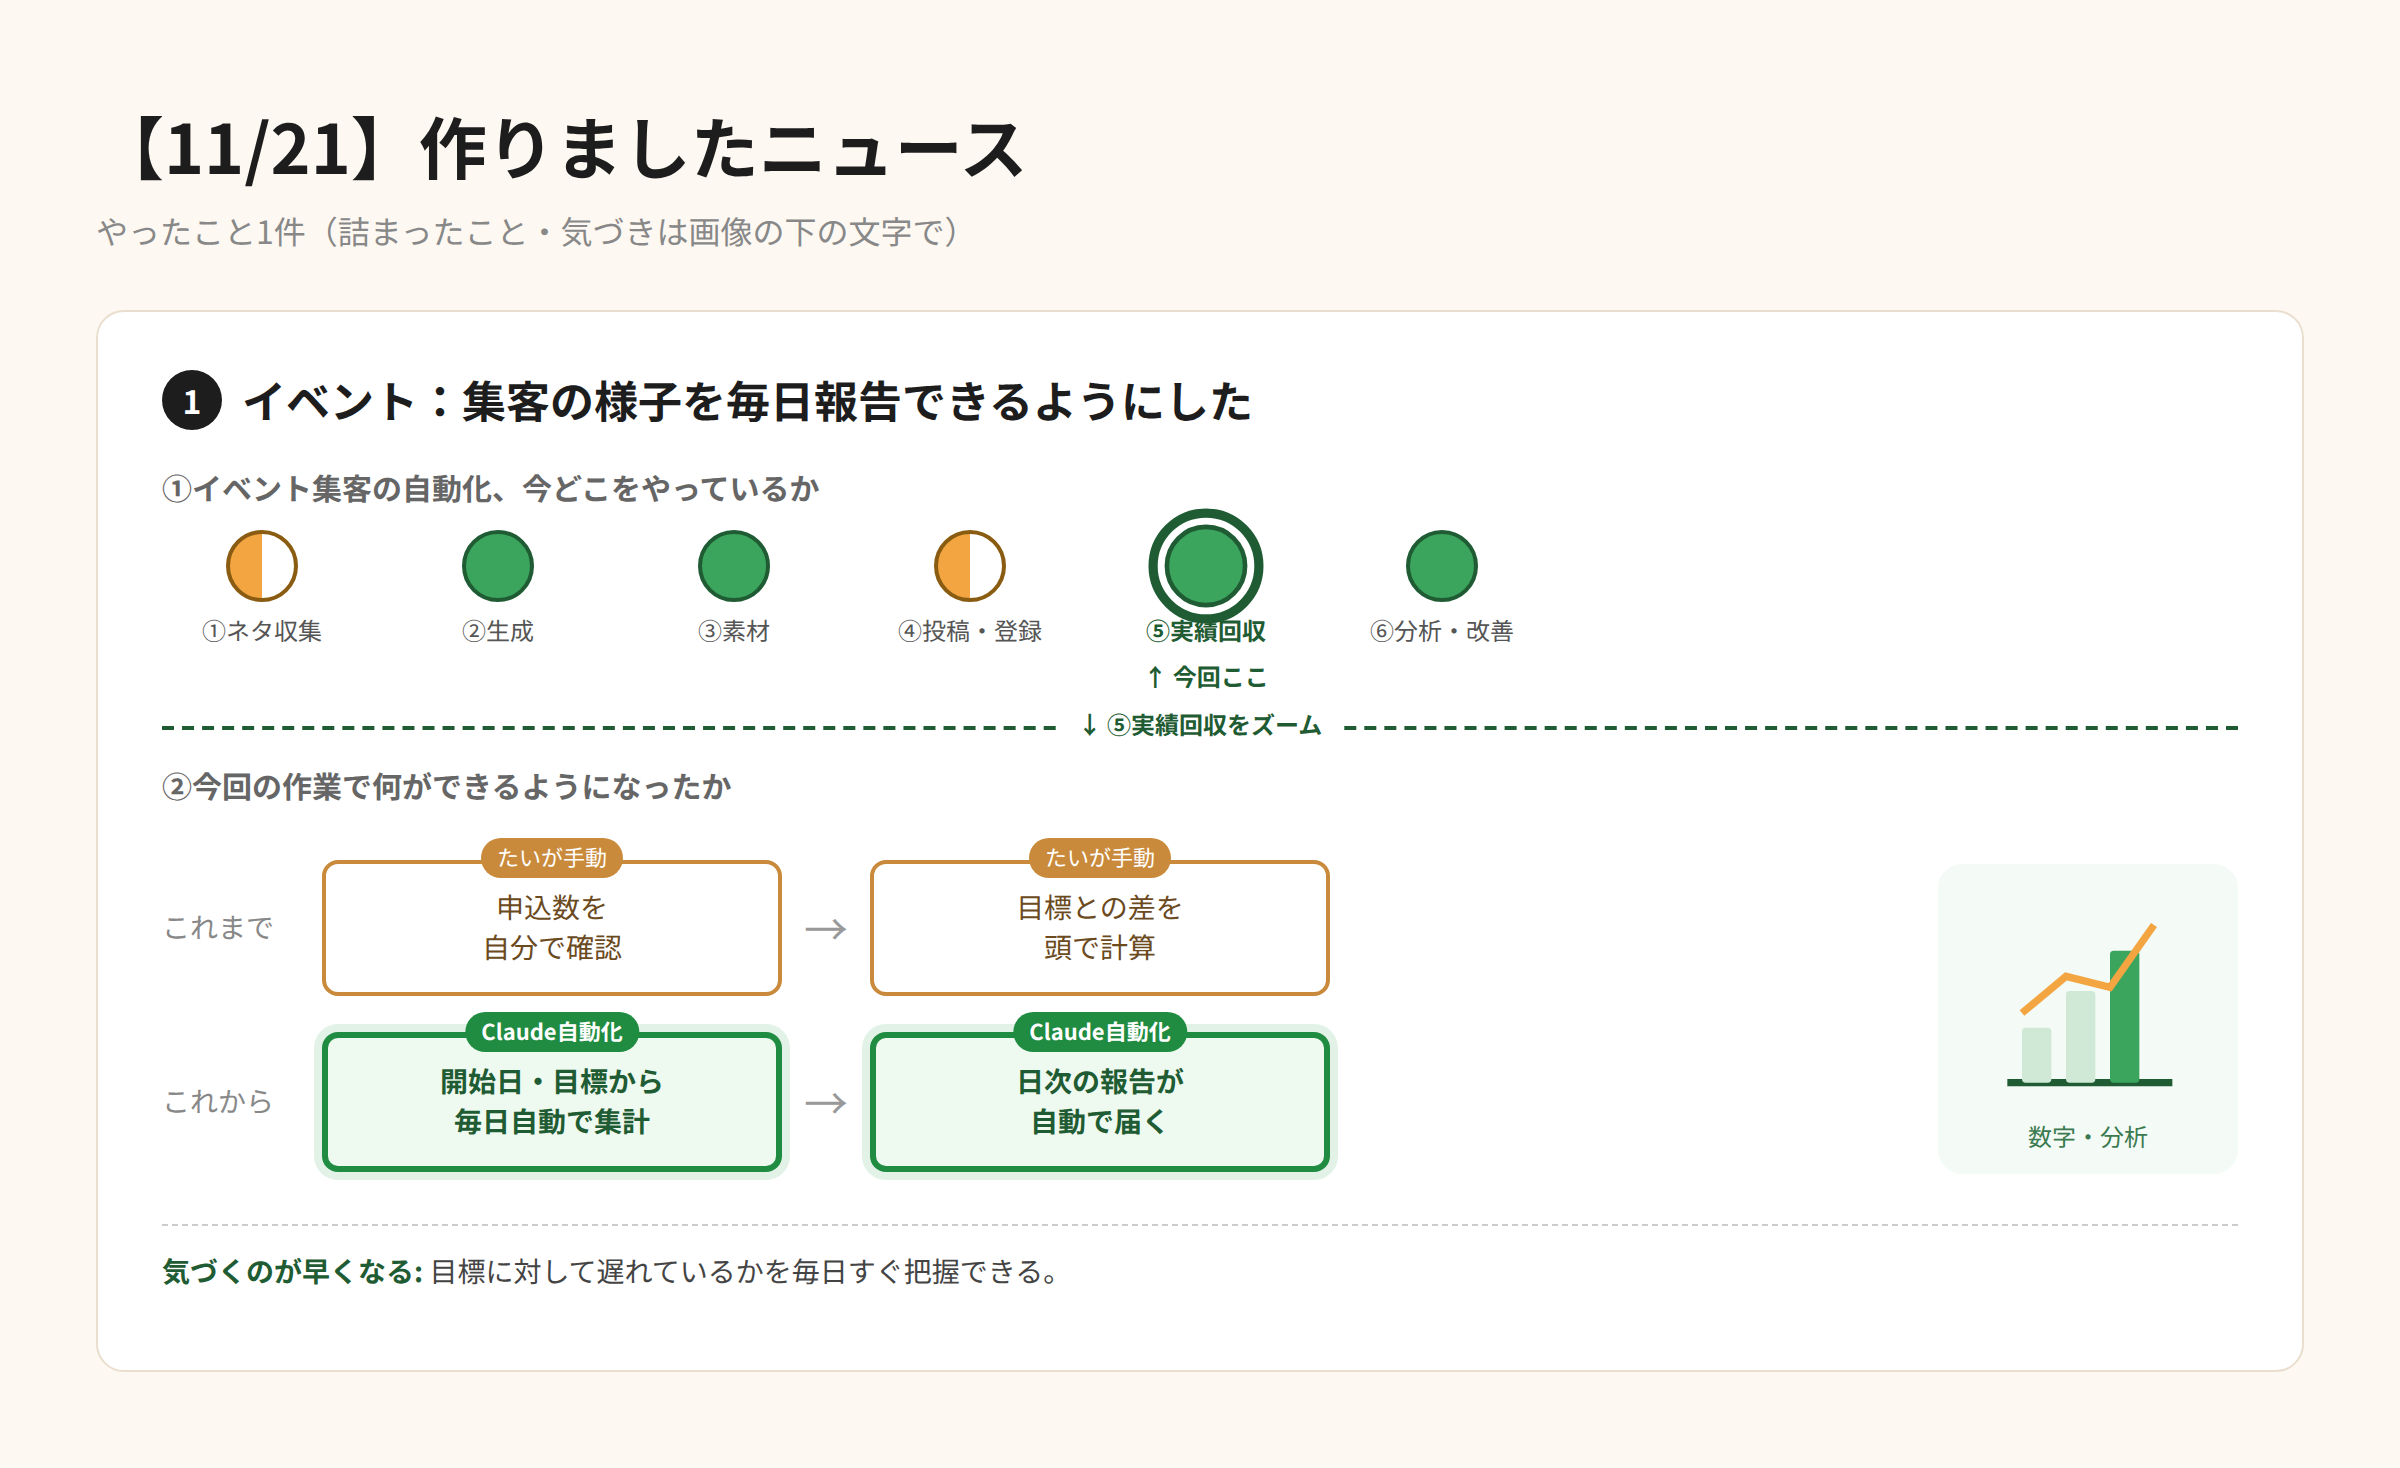 【11/21】作りましたニュース
やったこと1件（詰まったこと・気づきは画像の下の文字で）
1 イベント：集客の様子を毎日報告できるようにした
①イベント集客の自動化、今どこをやっているか
①ネタ収集
②生成
③素材
④投稿・登録
⑤実績回収
⑥分析・改善
↑ 今回ここ
↓ ⑤実績回収をズーム
②今回の作業で何ができるようになったか
これまで
たいが手動
申込数を
自分で確認
→
たいが手動
目標との差を
頭で計算
これから
Claude自動化
開始日・目標から
毎日自動で集計
→
Claude自動化
日次の報告が
自動で届く
数字・分析
気づくのが早くなる: 目標に対して遅れているかを毎日すぐ把握できる。